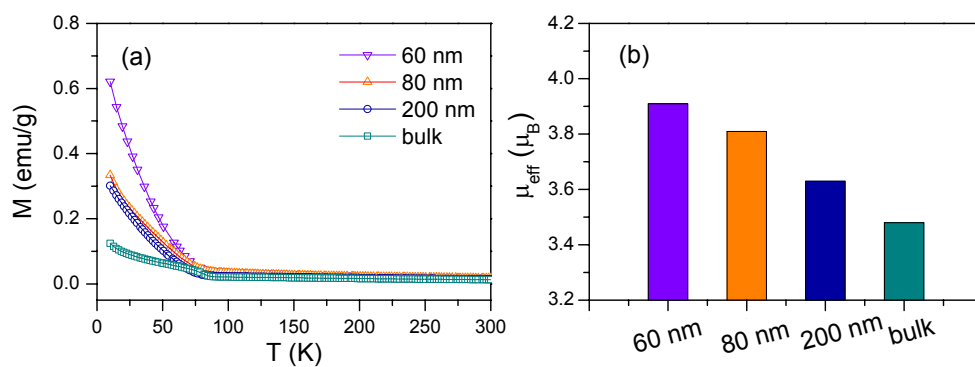 (a)
60 nm
80 nm
200 nm
bulk
M (emu/g)
0.8
0.6
0.4
0.2
0.0
0 50 100 150 200 250 300
T (K)
(b)
μeff (μB)
4.2
4.0
3.8
3.6
3.4
3.2
60 nm 80 nm 200 nm bulk